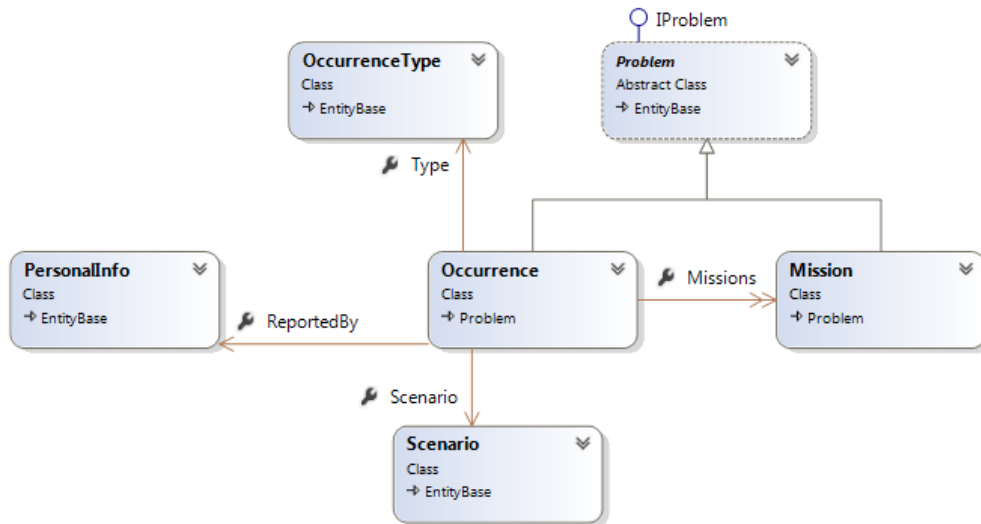 IProblem
OccurrenceType
Class
EntityBase
Problem
Abstract Class
EntityBase
Type
PersonalInfo
Class
EntityBase
Occurrence
Class
Problem
Missions
Mission
Class
Problem
ReportedBy
Scenario
Scenario
Class
EntityBase